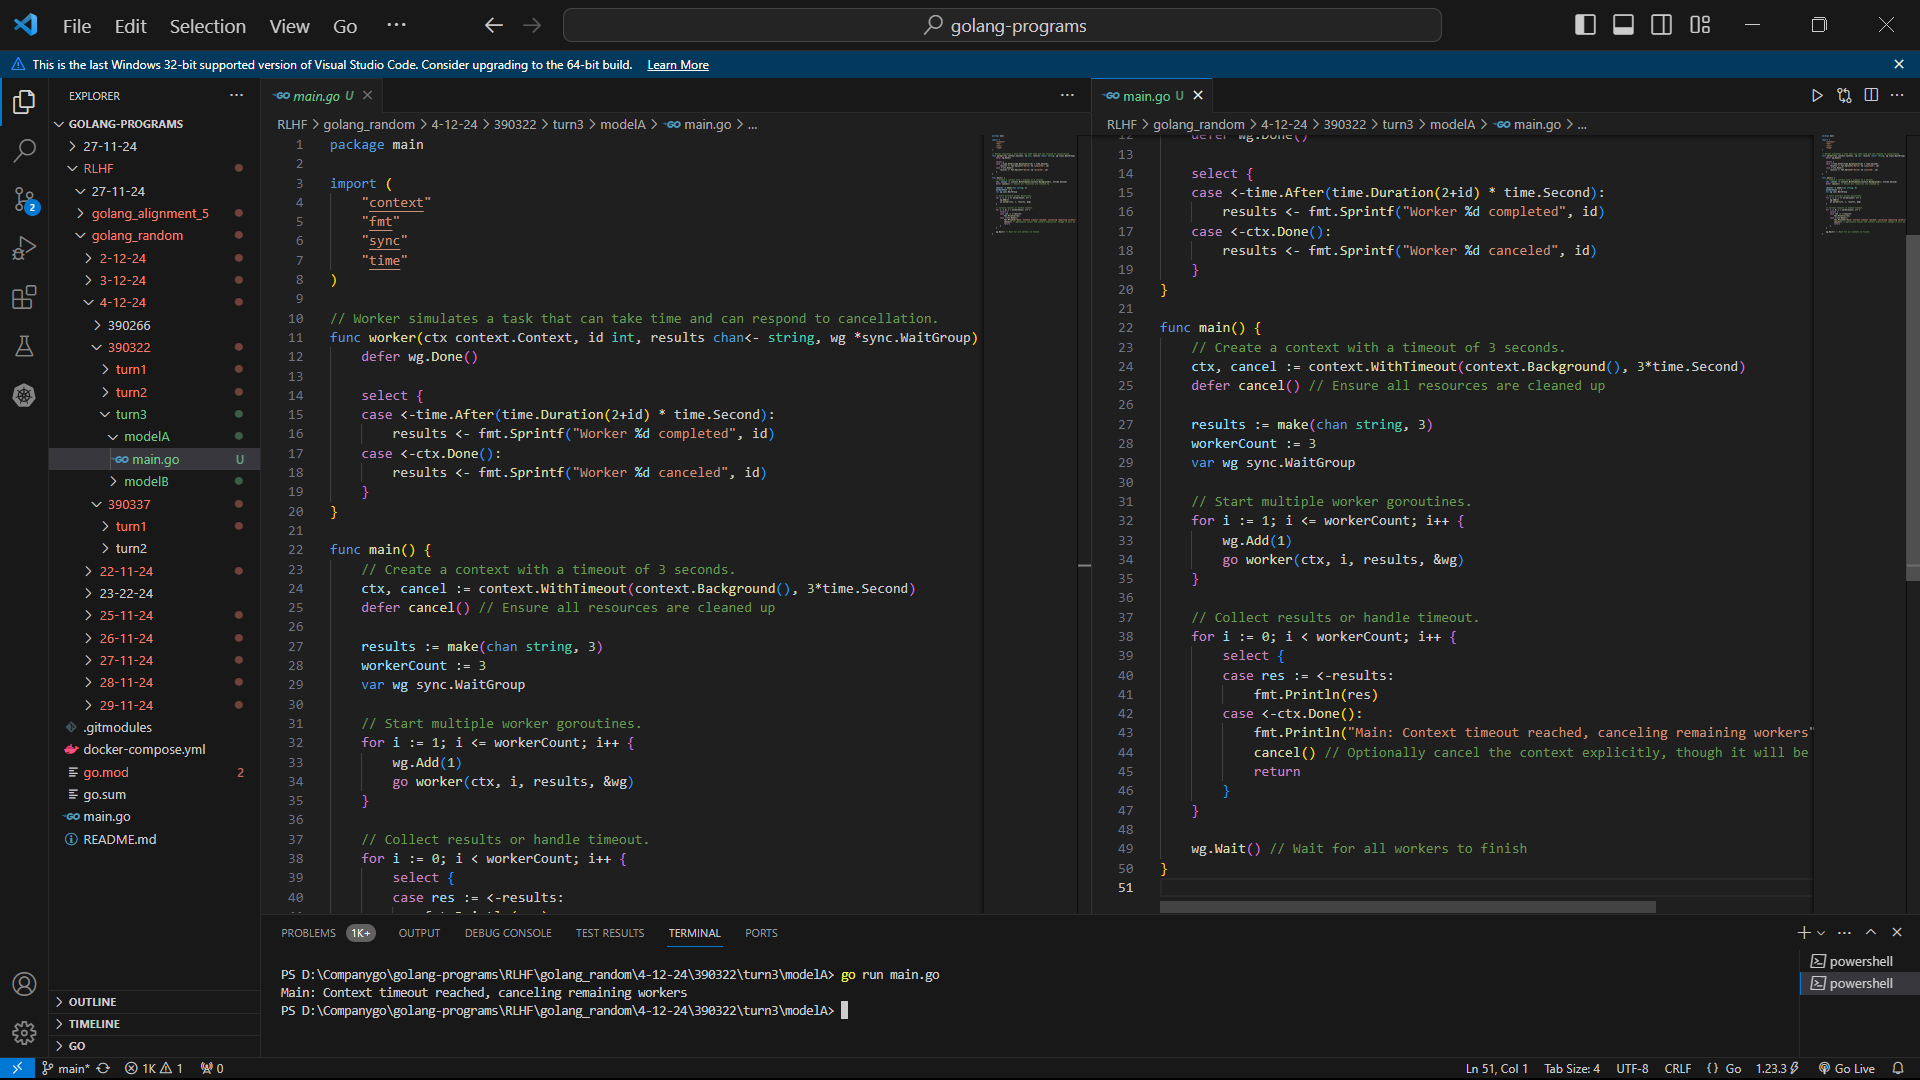 File Edit Selection View Go ··· golang-programs
This is the last Windows 32-bit supported version of Visual Studio Code. Consider upgrading to the 64-bit build. Learn More
EXPLORER
GOLANG-PROGRAMS
27-11-24
RLHF
27-11-24
golang_alignment_5
golang_random
2-12-24
3-12-24
4-12-24
390266
390322
turn1
turn2
turn3
modelA
main.go U
modelB
390337
turn1
turn2
22-11-24
23-22-24
25-11-24
26-11-24
27-11-24
28-11-24
29-11-24
.gitmodules
docker-compose.yml
go.mod 2
go.sum
main.go
README.md
OUTLINE
TIMELINE
GO
main.go U
RLHF > golang_random > 4-12-24 > 390322 > turn3 > modelA > main.go > ...
1 package main
2
3 import (
4 "context"
5 "fmt"
6 "sync"
7 "time"
8 )
9
10 // Worker simulates a task that can take time and can respond to cancellation.
11 func worker(ctx context.Context, id int, results chan<- string, wg *sync.WaitGroup)
12 defer wg.Done()
13
14 select {
15 case <-time.After(time.Duration(2+id) * time.Second):
16 results <- fmt.Sprintf("Worker %d completed", id)
17 case <-ctx.Done():
18 results <- fmt.Sprintf("Worker %d canceled", id)
19 }
20 }
21
22 func main() {
23 // Create a context with a timeout of 3 seconds.
24 ctx, cancel := context.WithTimeout(context.Background(), 3*time.Second)
25 defer cancel() // Ensure all resources are cleaned up
26
27 results := make(chan string, 3)
28 workerCount := 3
29 var wg sync.WaitGroup
30
31 // Start multiple worker goroutines.
32 for i := 1; i <= workerCount; i++ {
33 wg.Add(1)
34 go worker(ctx, i, results, &wg)
35 }
36
37 // Collect results or handle timeout.
38 for i := 0; i < workerCount; i++ {
39 select {
40 case res := <-results:
main.go U
RLHF > golang_random > 4-12-24 > 390322 > turn3 > modelA > main.go > ...
12 defer wg.Done()
13
14 select {
15 case <-time.After(time.Duration(2+id) * time.Second):
16 results <- fmt.Sprintf("Worker %d completed", id)
17 case <-ctx.Done():
18 results <- fmt.Sprintf("Worker %d canceled", id)
19 }
20 }
21
22 func main() {
23 // Create a context with a timeout of 3 seconds.
24 ctx, cancel := context.WithTimeout(context.Background(), 3*time.Second)
25 defer cancel() // Ensure all resources are cleaned up
26
27 results := make(chan string, 3)
28 workerCount := 3
29 var wg sync.WaitGroup
30
31 // Start multiple worker goroutines.
32 for i := 1; i <= workerCount; i++ {
33 wg.Add(1)
34 go worker(ctx, i, results, &wg)
35 }
36
37 // Collect results or handle timeout.
38 for i := 0; i < workerCount; i++ {
39 select {
40 case res := <-results:
41 fmt.Println(res)
42 case <-ctx.Done():
43 fmt.Println("Main: Context timeout reached, canceling remaining workers"
44 cancel() // Optionally cancel the context explicitly, though it will be
45 return
46 }
47 }
48
49 wg.Wait() // Wait for all workers to finish
50 }
51
PROBLEMS 1K+ OUTPUT DEBUG CONSOLE TEST RESULTS TERMINAL PORTS
PS D:\Companygo\golang-programs\RLHF\golang_random\4-12-24\390322\turn3\modelA> go run main.go
Main: Context timeout reached, canceling remaining workers
PS D:\Companygo\golang-programs\RLHF\golang_random\4-12-24\390322\turn3\modelA>
powershell
powershell
2
main* 1K 1 0 Ln 51, Col 1 Tab Size: 4 UTF-8 CRLF {} Go 1.23.3 Go Live